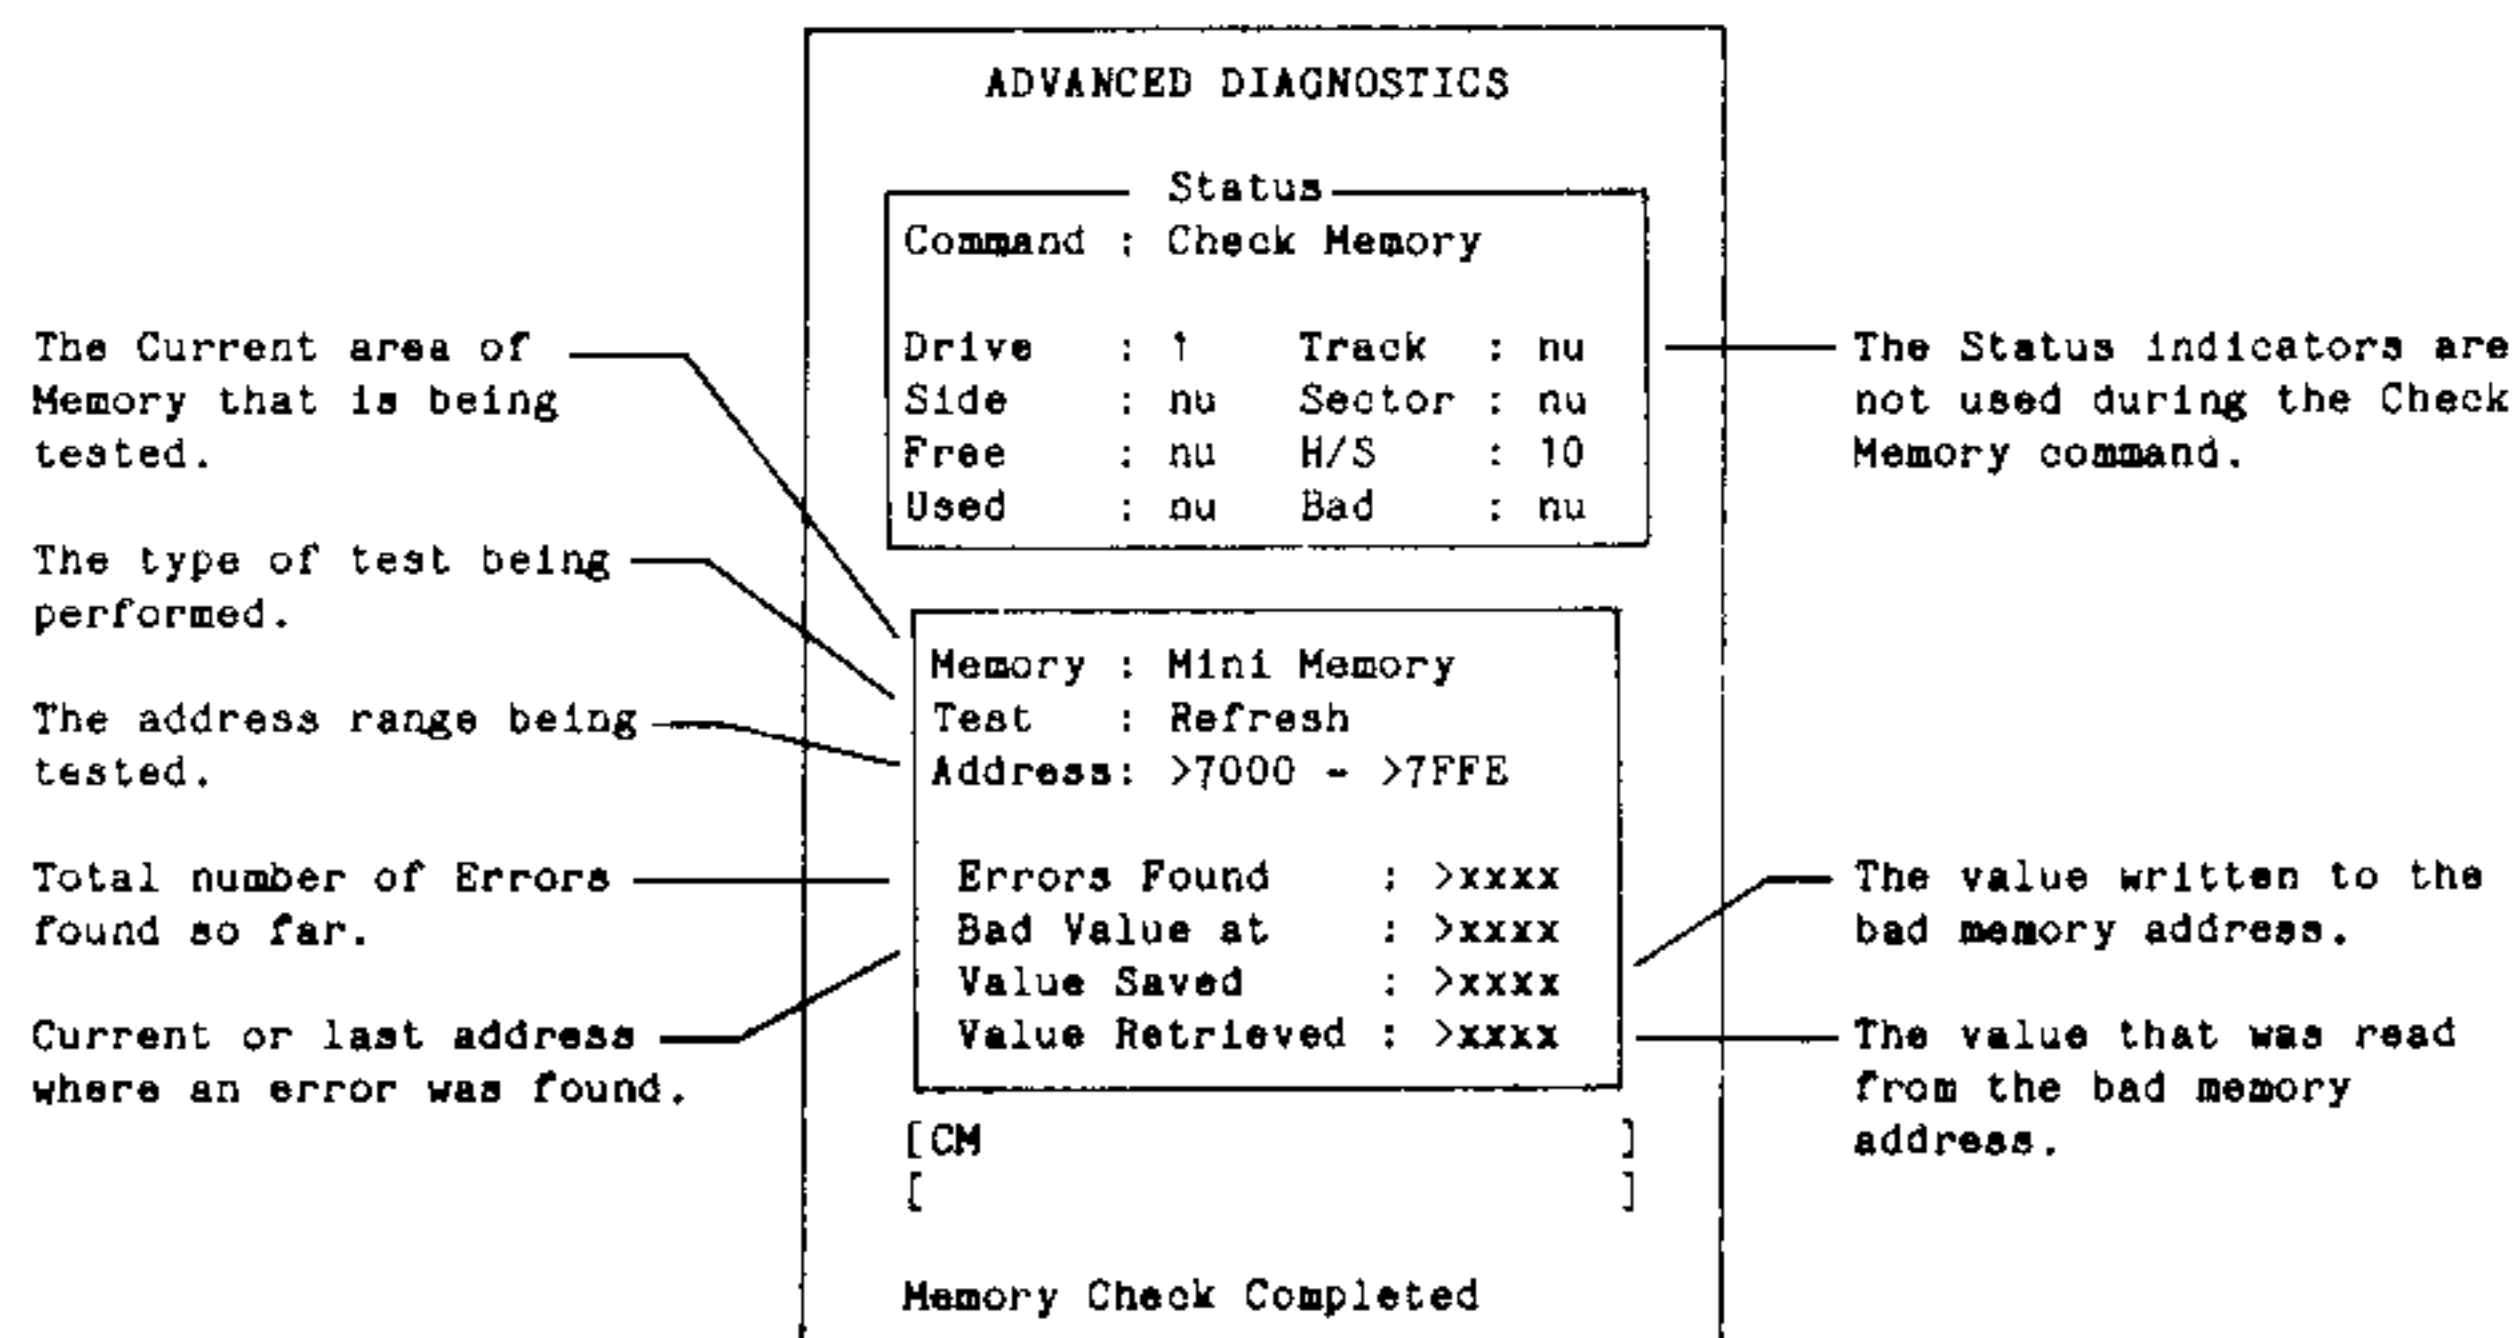 ADVANCED DIAGNOSTICS
Status
Command : Check Memory
Drive : 1 Track : nu
Side : nu Sector : nu
Free : nu H/S : 10
Used : nu Bad : nu
The Current area of
Memory that is being
tested.
The type of test being
performed.
The address range being
tested.
Total number of Errors
found so far.
Current or last address
where an error was found.
Memory : Mini Memory
Test : Refresh
Address: >7000 - >7FFE
Errors Found : >xxxx
Bad Value at : >xxxx
Value Saved : >xxxx
Value Retrieved : >xxxx
[CM ]
[ ]
Memory Check Completed
The Status indicators are
not used during the Check
Memory command.
The value written to the
bad memory address.
The value that was read
from the bad memory
address.